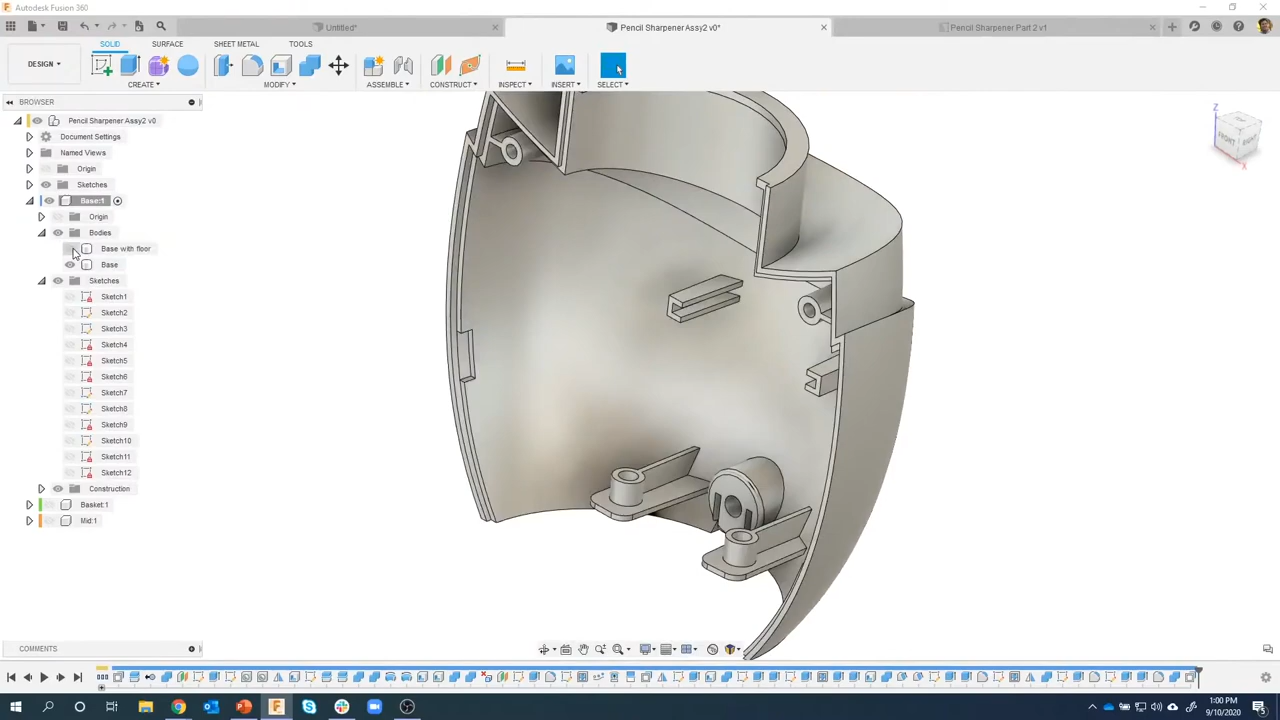 Autodesk Fusion 360
Untitled*
Pencil Sharpener Assy2 v0*
Pencil Sharpener Part 2 v1
SOLID
SURFACE
SHEET METAL
TOOLS
DESIGN
CREATE
MODIFY
ASSEMBLE
CONSTRUCT
INSPECT
INSERT
SELECT
BROWSER
Pencil Sharpener Assy2 v0
Document Settings
Named Views
Origin
Sketches
Base:1
Origin
Bodies
Base with floor
Base
Sketches
Sketch1
Sketch2
Sketch3
Sketch4
Sketch5
Sketch6
Sketch7
Sketch8
Sketch9
Sketch10
Sketch11
Sketch12
Construction
Basket:1
Mid:1
Z
FRONT
RIGHT
X
COMMENTS
1:00 PM
9/10/2020